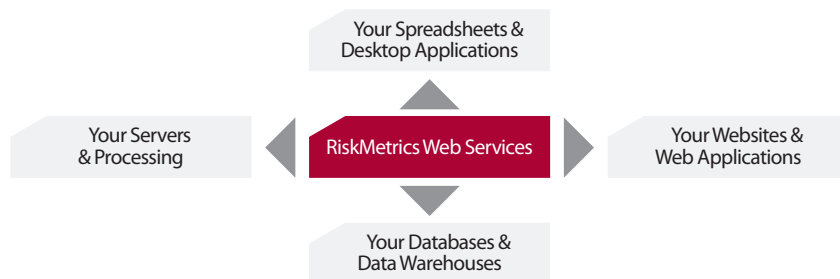 Your Spreadsheets &
Desktop Applications
Your Servers
& Processing
RiskMetrics Web Services
Your Websites &
Web Applications
Your Databases &
Data Warehouses